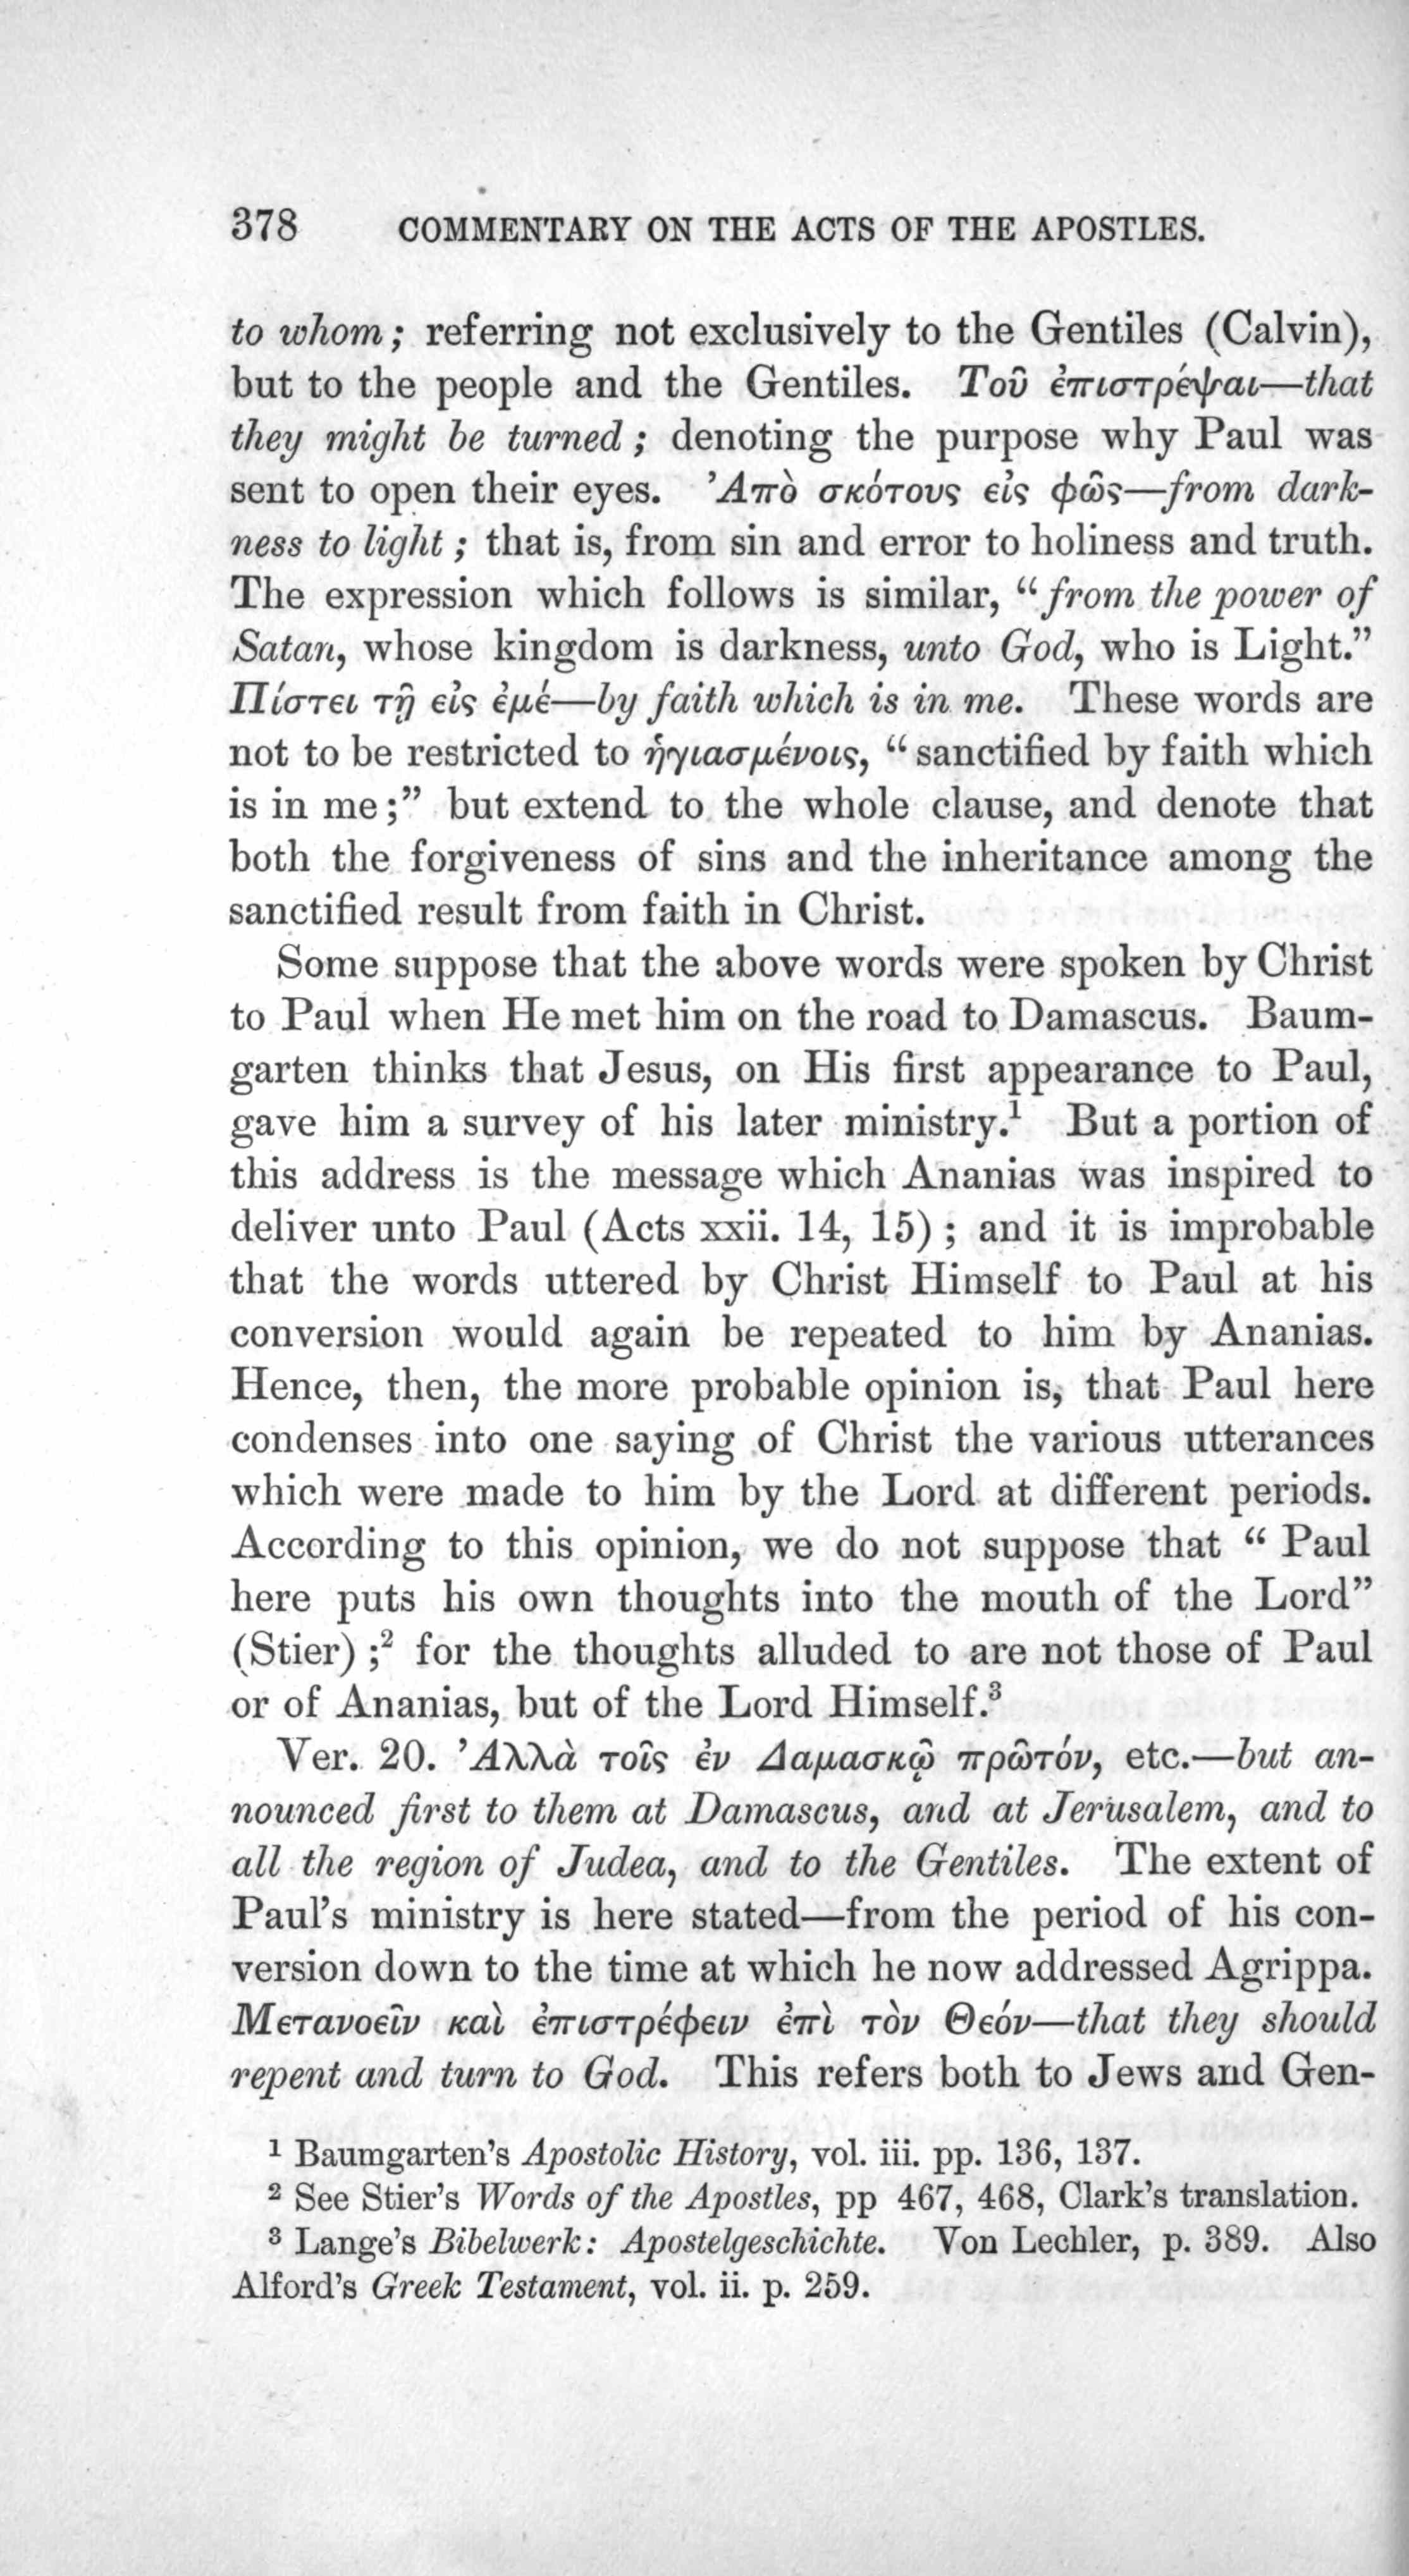 378 COMMENTARY ON THE ACTS OF THE APOSTLES.
to whom; referring not exclusively to the Gentiles (Calvin),
but to the people and the Gentiles. Τοῦ ἐπιστρέψαι—that
they might be turned; denoting the purpose why Paul was
sent to open their eyes. Ἀπὸ σκότους εἰς φῶς—from dark-
ness to light; that is, from sin and error to holiness and truth.
The expression which follows is similar, “from the power of
Satan, whose kingdom is darkness, unto God, who is Light.”
Πίστει τῇ εἰς ἐμέ—by faith which is in me. These words are
not to be restricted to ἡγιασμένοις, “sanctified by faith which
is in me;” but extend to the whole clause, and denote that
both the forgiveness of sins and the inheritance among the
sanctified result from faith in Christ.
Some suppose that the above words were spoken by Christ
to Paul when He met him on the road to Damascus. Baum-
garten thinks that Jesus, on His first appearance to Paul,
gave him a survey of his later ministry.¹ But a portion of
this address is the message which Ananias was inspired to
deliver unto Paul (Acts xxii. 14, 15); and it is improbable
that the words uttered by Christ Himself to Paul at his
conversion would again be repeated to him by Ananias.
Hence, then, the more probable opinion is, that Paul here
condenses into one saying of Christ the various utterances
which were made to him by the Lord at different periods.
According to this opinion, we do not suppose that “Paul
here puts his own thoughts into the mouth of the Lord”
(Stier);² for the thoughts alluded to are not those of Paul
or of Ananias, but of the Lord Himself.³
Ver. 20. Ἀλλὰ τοῖς ἐν Δαμασκῷ πρῶτόν, etc.—but an-
nounced first to them at Damascus, and at Jerusalem, and to
all the region of Judea, and to the Gentiles. The extent of
Paul’s ministry is here stated—from the period of his con-
version down to the time at which he now addressed Agrippa.
Μετανοεῖν καὶ ἐπιστρέφειν ἐπὶ τὸν Θεόν—that they should
repent and turn to God. This refers both to Jews and Gen-
¹ Baumgarten’s Apostolic History, vol. iii. pp. 136, 137.
² See Stier’s Words of the Apostles, pp 467, 468, Clark’s translation.
³ Lange’s Bibelwerk: Apostelgeschichte. Von Lechler, p. 389. Also
Alford’s Greek Testament, vol. ii. p. 259.